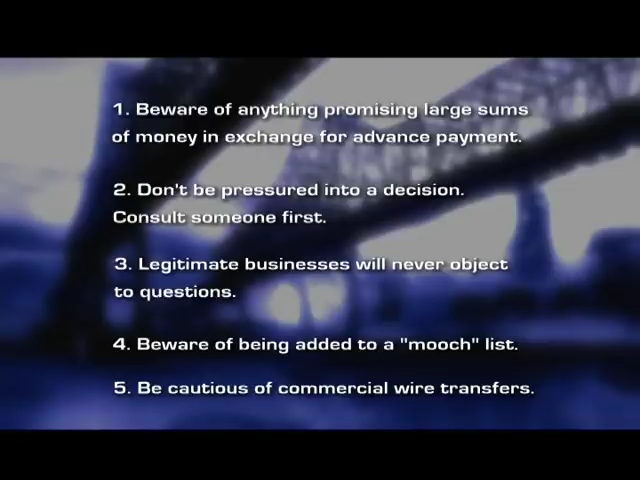 1. Beware of anything promising large sums
of money in exchange for advance payment.
2. Don't be pressured into a decision.
Consult someone first.
3. Legitimate businesses will never object
to questions.
4. Beware of being added to a "mooch" list.
5. Be cautious of commercial wire transfers.